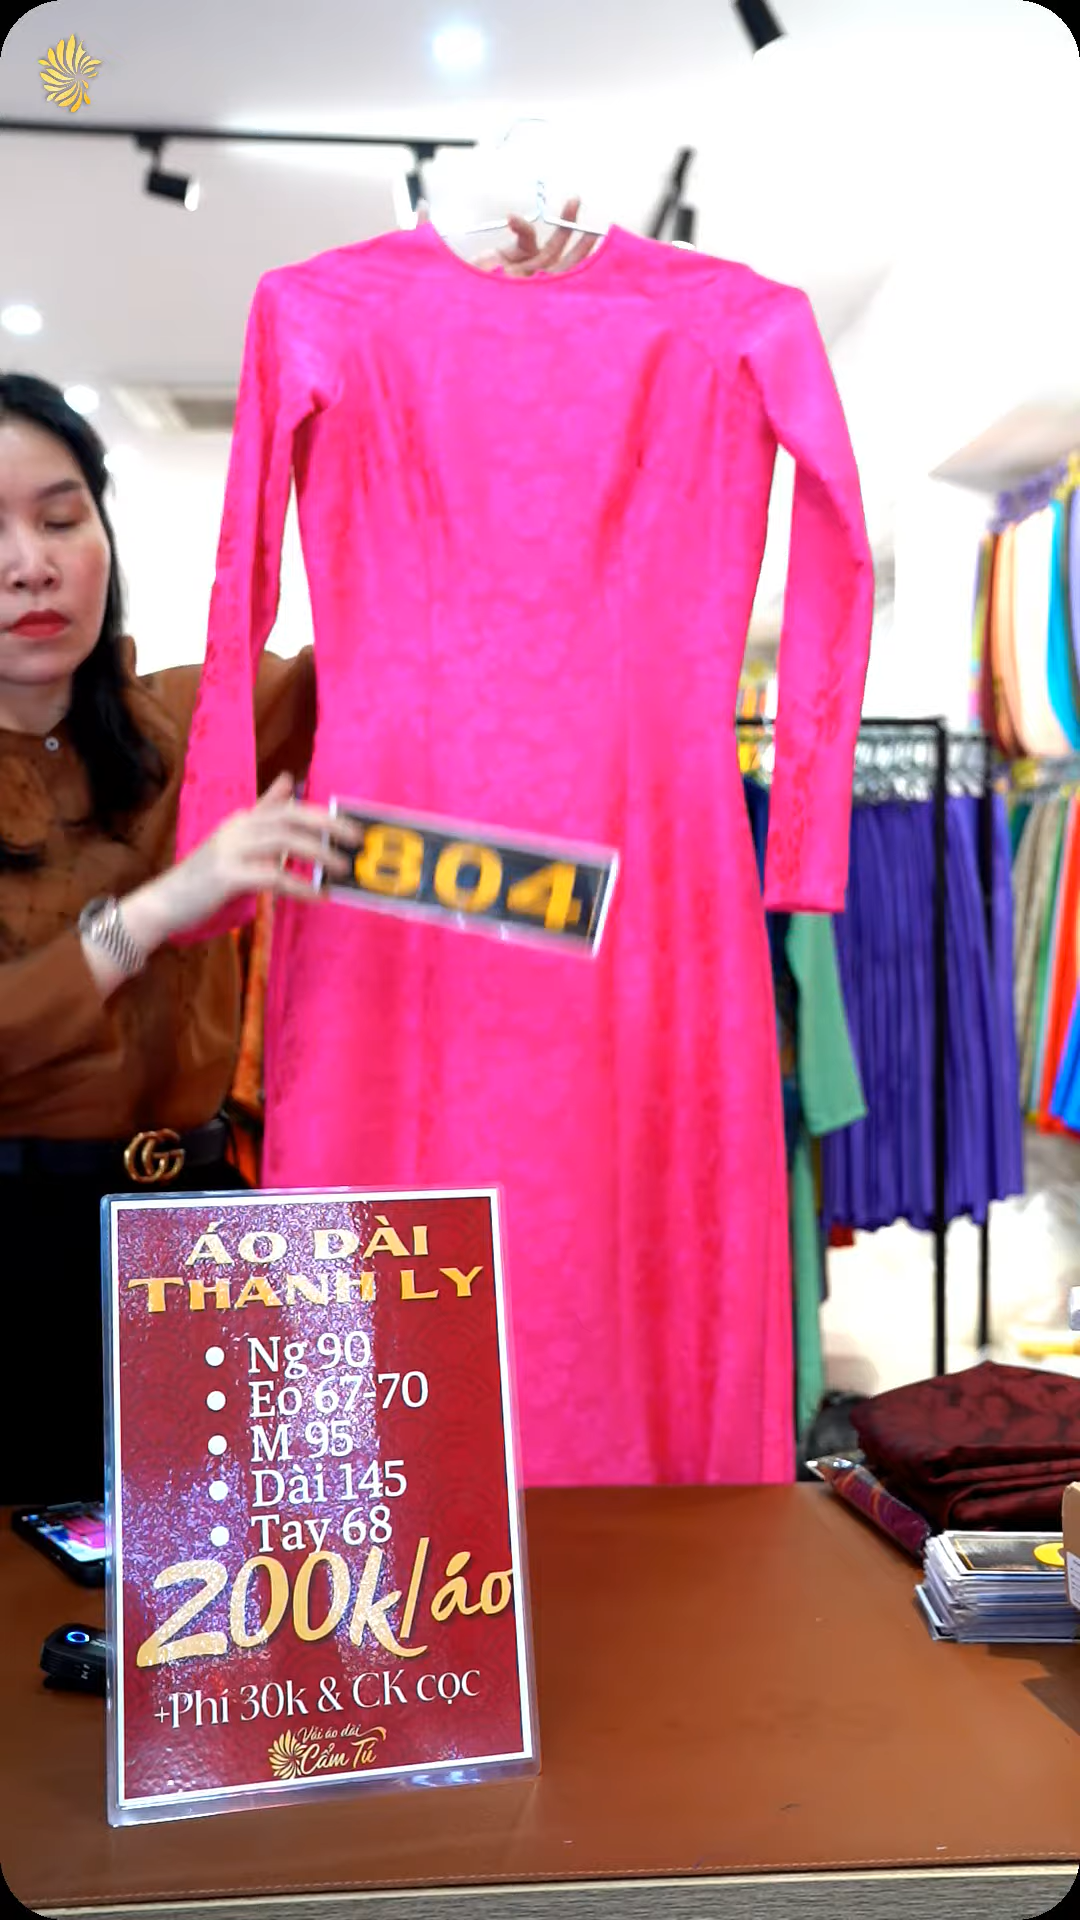 804
ÁO DÀI
THANH LY
Ng 90
Eo 67-70
M 95
Dài 145
Tay 68
200k/áo
+Phí 30k & CK cọc
Vải áo dài
Cẩm Tú